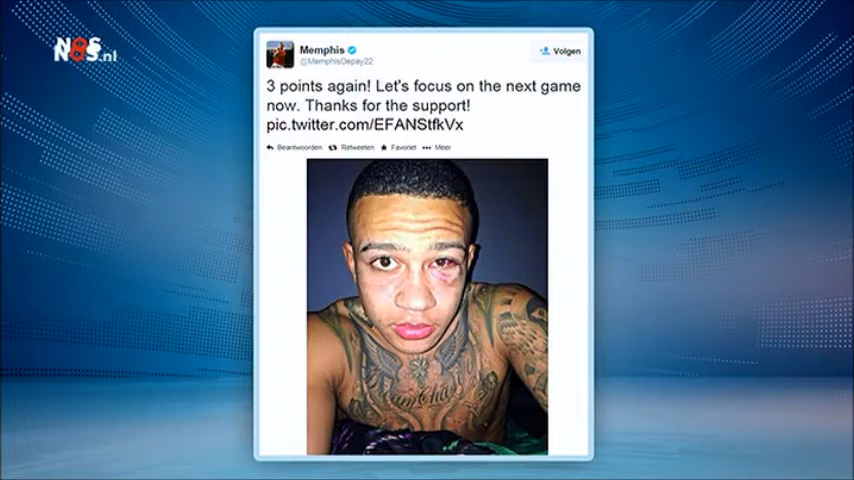 N8S.nl
Memphis
@MemphisDepay22
Volgen
3 points again! Let's focus on the next game
now. Thanks for the support!
pic.twitter.com/EFANStfkVx
Beantwoorden Retweeten Favoriet Meer